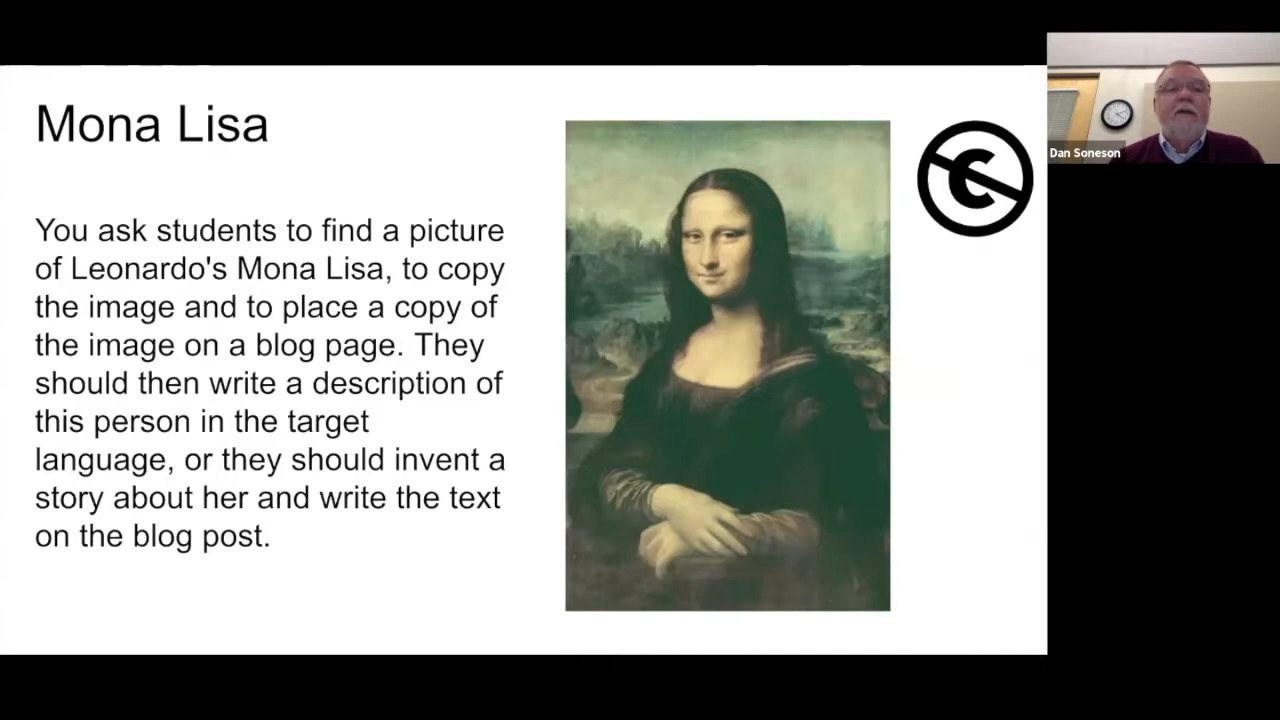 Mona Lisa
You ask students to find a picture
of Leonardo's Mona Lisa, to copy
the image and to place a copy of
the image on a blog page. They
should then write a description of
this person in the target
language, or they should invent a
story about her and write the text
on the blog post.
C
Dan Soneson